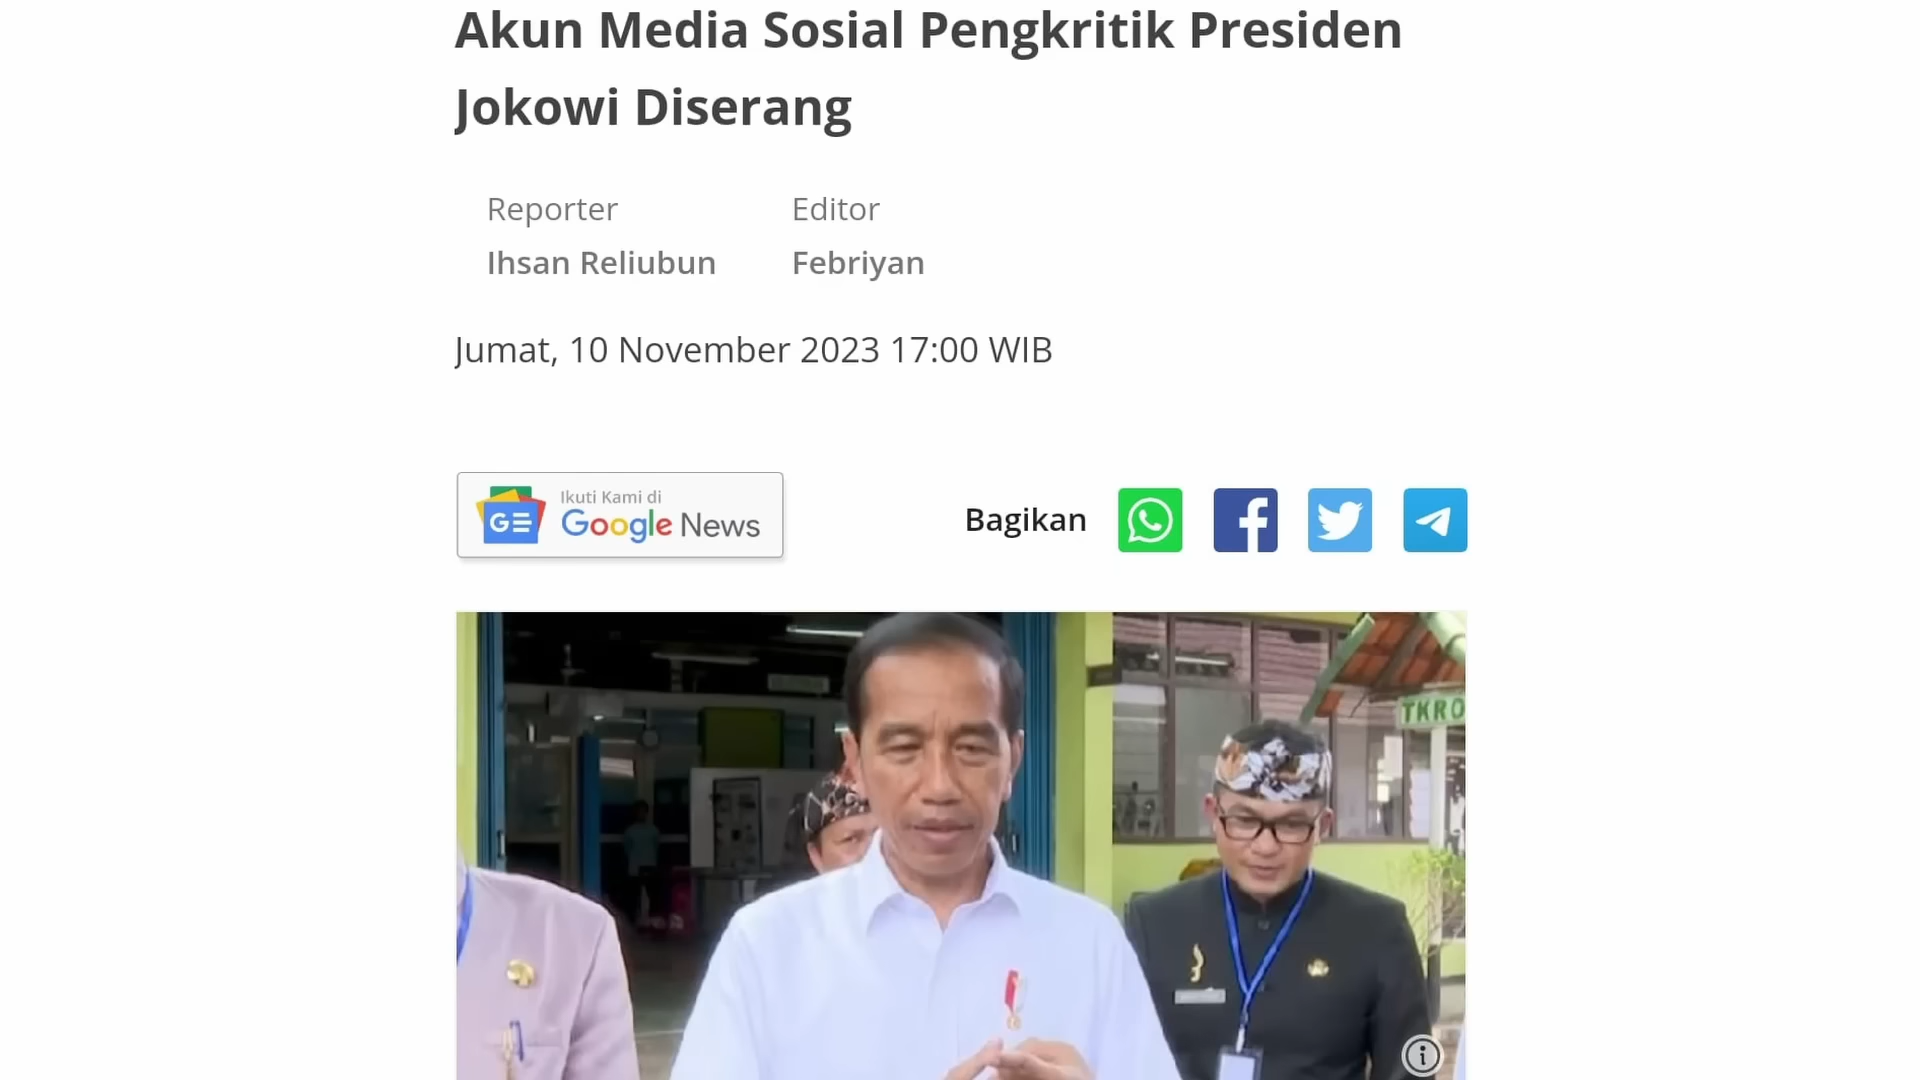 Akun Media Sosial Pengkritik Presiden
Jokowi Diserang
Reporter Editor
Ihsan Reliubun Febriyan
Jumat, 10 November 2023 17:00 WIB
Ikuti Kami di
GE Google News
Bagikan
TKRO